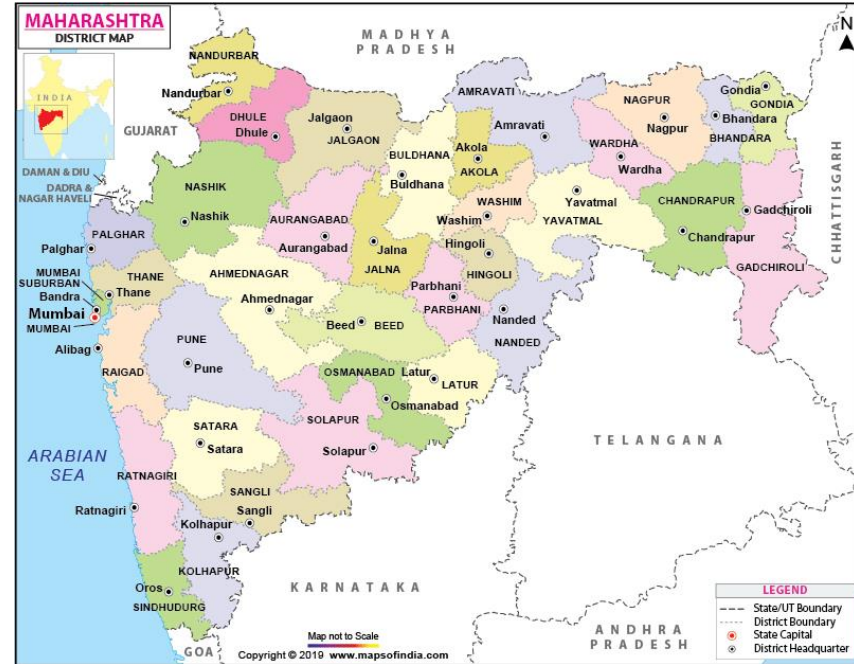 MAHARASHTRA
DISTRICT MAP
N
INDIA
MADHYA
PRADESH
GUJARAT
DAMAN & DIU
DADRA &
NAGAR HAVELI
CHHATTISGARH
NANDURBAR
Nandurbar
DHULE
Dhule
Jalgaon
JALGAON
BULDHANA
Buldhana
Akola
AKOLA
AMRAVATI
Amravati
WARDHA
Wardha
NAGPUR
Nagpur
Bhandara
BHANDARA
Gondia
GONDIA
NASHIK
Nashik
AURANGABAD
Aurangabad
Jalna
JALNA
WASHIM
Washim
Yavatmal
YAVATMAL
CHANDRAPUR
Chandrapur
Gadchiroli
GADCHIROLI
PALGHAR
Palghar
THANE
Thane
MUMBAI
SUBURBAN
Bandra
Mumbai
MUMBAI
Alibag
RAIGAD
AHMEDNAGAR
Ahmednagar
Hingoli
HINGOLI
Parbhani
PARBHANI
Nanded
NANDED
Beed
BEED
PUNE
Pune
OSMANABAD
Osmanabad
Latur
LATUR
SOLAPUR
Solapur
SATARA
Satara
ARABIAN
SEA
RATNAGIRI
Ratnagiri
SANGLI
Sangli
Kolhapur
KOLHAPUR
Oros
SINDHUDURG
GOA
KARNATAKA
TELANGANA
ANDHRA
PRADESH
Map not to Scale
Copyright © 2019 www.mapsofindia.com
LEGEND
State/UT Boundary
District Boundary
State Capital
District Headquarter